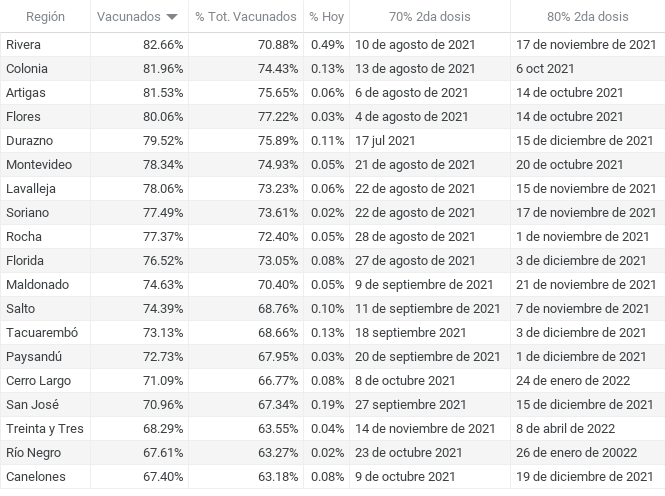 Región Vacunados % Tot. Vacunados % Hoy 70% 2da dosis 80% 2da dosis
Rivera 82.66% 70.88% 0.49% 10 de agosto de 2021 17 de noviembre de 2021
Colonia 81.96% 74.43% 0.13% 13 de agosto de 2021 6 oct 2021
Artigas 81.53% 75.65% 0.06% 6 de agosto de 2021 14 de octubre 2021
Flores 80.06% 77.22% 0.03% 4 de agosto de 2021 14 de octubre 2021
Durazno 79.52% 75.89% 0.11% 17 jul 2021 15 de diciembre de 2021
Montevideo 78.34% 74.93% 0.05% 21 de agosto de 2021 20 de octubre 2021
Lavalleja 78.06% 73.23% 0.06% 22 de agosto de 2021 15 de noviembre de 2021
Soriano 77.49% 73.61% 0.02% 22 de agosto de 2021 17 de noviembre de 2021
Rocha 77.37% 72.40% 0.05% 28 de agosto de 2021 1 de noviembre de 2021
Florida 76.52% 73.05% 0.08% 27 de agosto de 2021 3 de diciembre de 2021
Maldonado 74.63% 70.40% 0.05% 9 de septiembre de 2021 21 de noviembre de 2021
Salto 74.39% 68.76% 0.10% 11 de septiembre de 2021 7 de noviembre de 2021
Tacuarembó 73.13% 68.66% 0.13% 18 septiembre 2021 3 de diciembre de 2021
Paysandú 72.73% 67.95% 0.03% 20 de septiembre de 2021 1 de diciembre de 2021
Cerro Largo 71.09% 66.77% 0.08% 8 de octubre 2021 24 de enero de 2022
San José 70.96% 67.34% 0.19% 27 septiembre 2021 15 de diciembre de 2021
Treinta y Tres 68.29% 63.55% 0.04% 14 de noviembre de 2021 8 de abril de 2022
Río Negro 67.61% 63.27% 0.02% 23 de octubre 2021 26 de enero de 20022
Canelones 67.40% 63.18% 0.08% 9 de octubre 2021 19 de diciembre de 2021